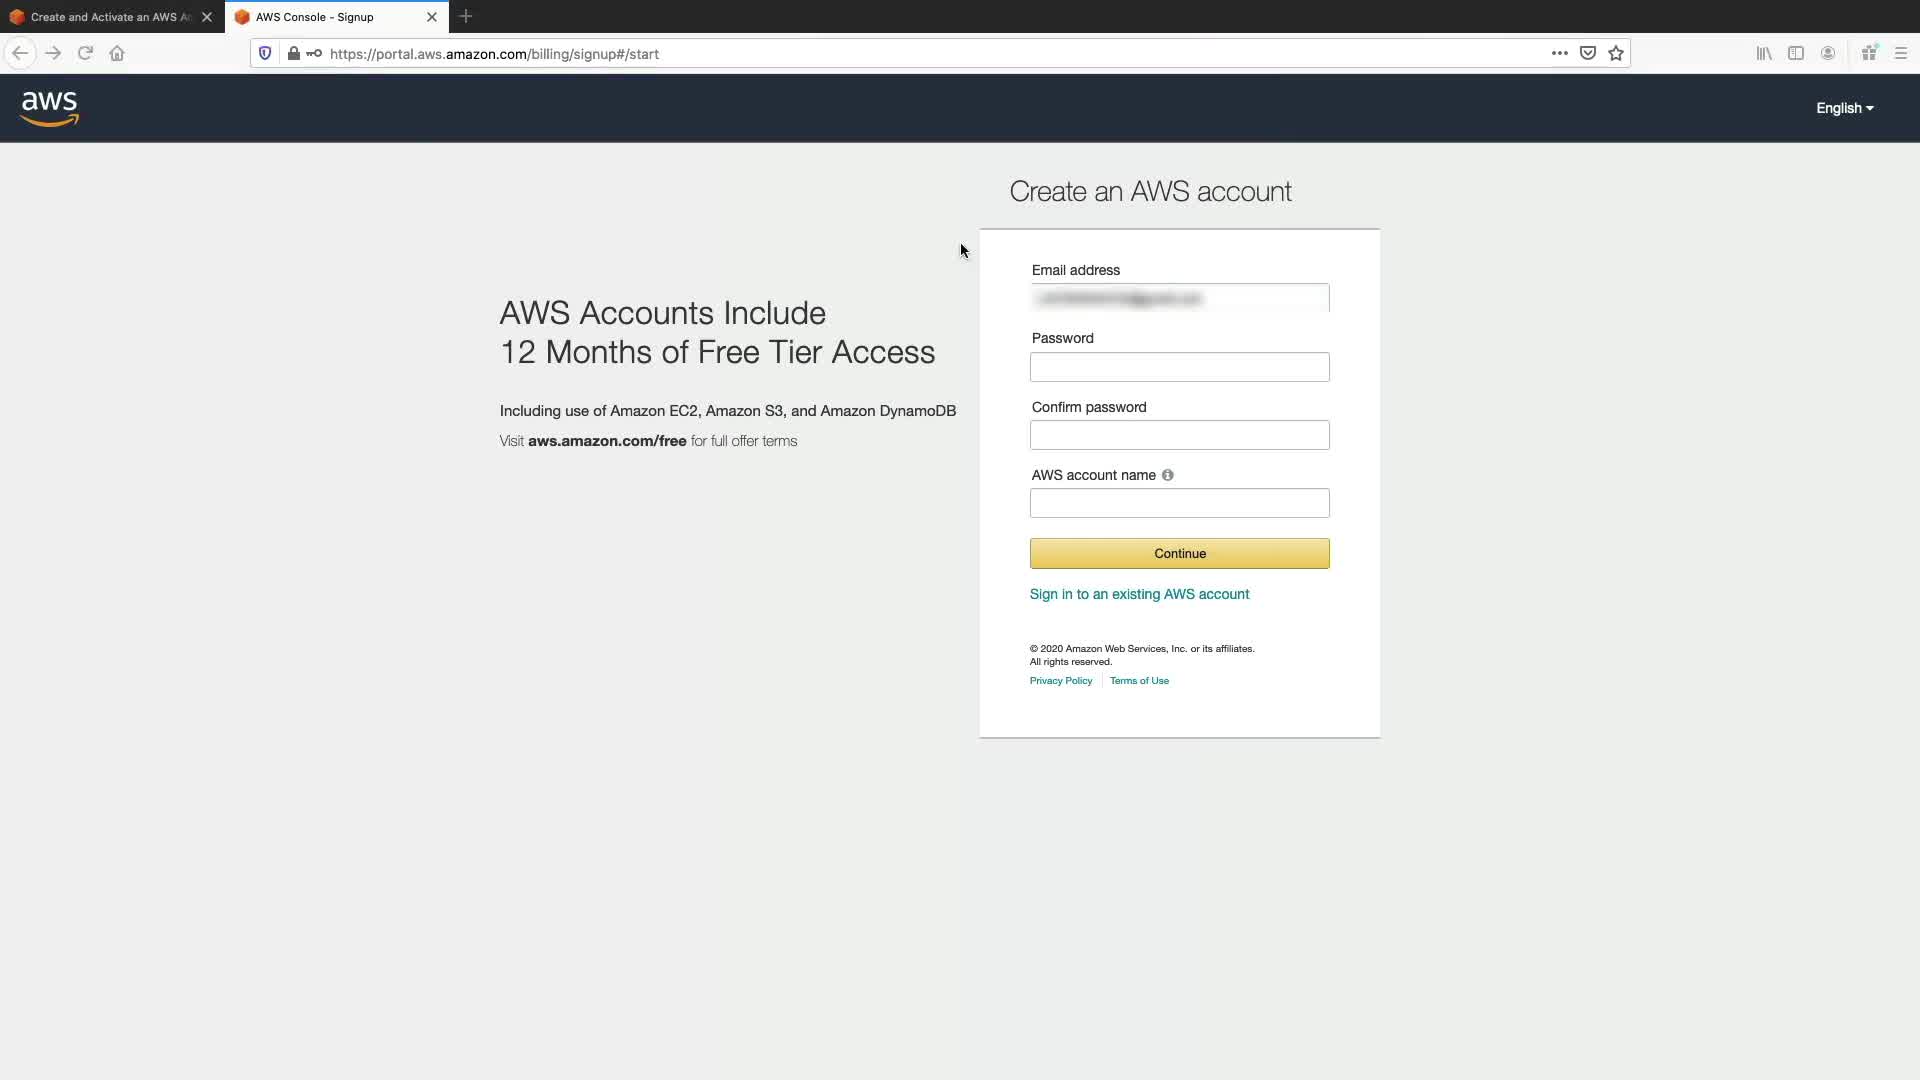 Create and Activate an AWS
AWS Console - Signup
https://portal.aws.amazon.com/billing/signup#/start
aws
English
Create an AWS account
AWS Accounts Include
12 Months of Free Tier Access
Including use of Amazon EC2, Amazon S3, and Amazon DynamoDB
Visit aws.amazon.com/free for full offer terms
Email address
Password
Confirm password
AWS account name
Continue
Sign in to an existing AWS account
© 2020 Amazon Web Services, Inc. or its affiliates.
All rights reserved.
Privacy Policy
Terms of Use